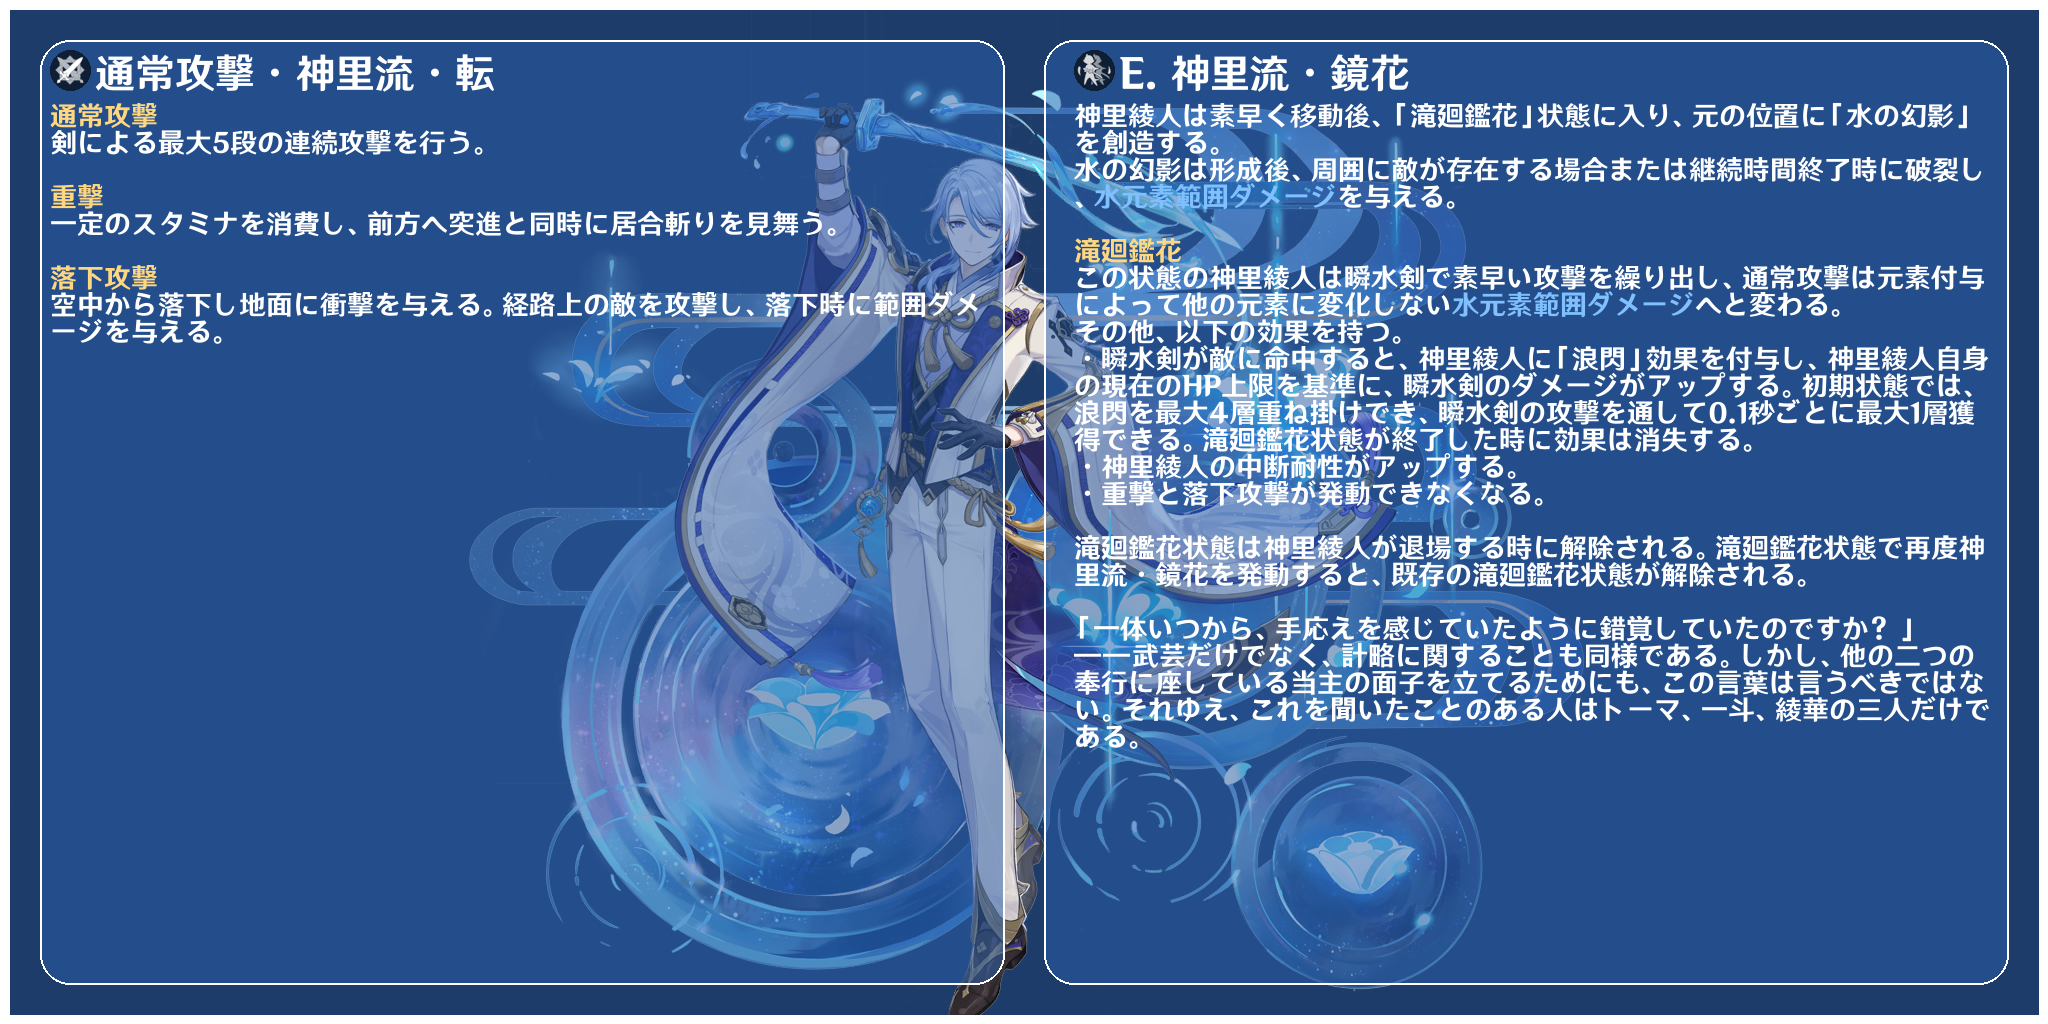 通常攻撃・神里流・転
通常攻撃
剣による最大5段の連続攻撃を行う。
重撃
一定のスタミナを消費し、前方へ突進と同時に居合斬りを見舞う。
落下攻撃
空中から落下し地面に衝撃を与える。経路上の敵を攻撃し、落下時に範囲ダメ
ージを与える。
E. 神里流・鏡花
神里綾人は素早く移動後、「滝廻鑑花」状態に入り、元の位置に「水の幻影」
を創造する。
水の幻影は形成後、周囲に敵が存在する場合または継続時間終了時に破裂し
、水元素範囲ダメージを与える。
滝廻鑑花
この状態の神里綾人は瞬水剣で素早い攻撃を繰り出し、通常攻撃は元素付与
によって他の元素に変化しない水元素範囲ダメージへと変わる。
その他、以下の効果を持つ。
・瞬水剣が敵に命中すると、神里綾人に「浪閃」効果を付与し、神里綾人自身
の現在のHP上限を基準に、瞬水剣のダメージがアップする。初期状態では、
浪閃を最大4層重ね掛けでき、瞬水剣の攻撃を通して0.1秒ごとに最大1層獲
得できる。滝廻鑑花状態が終了した時に効果は消失する。
・神里綾人の中断耐性がアップする。
・重撃と落下攻撃が発動できなくなる。
滝廻鑑花状態は神里綾人が退場する時に解除される。滝廻鑑花状態で再度神
里流・鏡花を発動すると、既存の滝廻鑑花状態が解除される。
「一体いつから、手応えを感じていたように錯覚していたのですか？」
——武芸だけでなく、計略に関することも同様である。しかし、他の二つの
奉行に座している当主の面子を立てるためにも、この言葉は言うべきではな
い。それゆえ、これを聞いたことのある人はトーマ、一斗、綾華の三人だけで
ある。